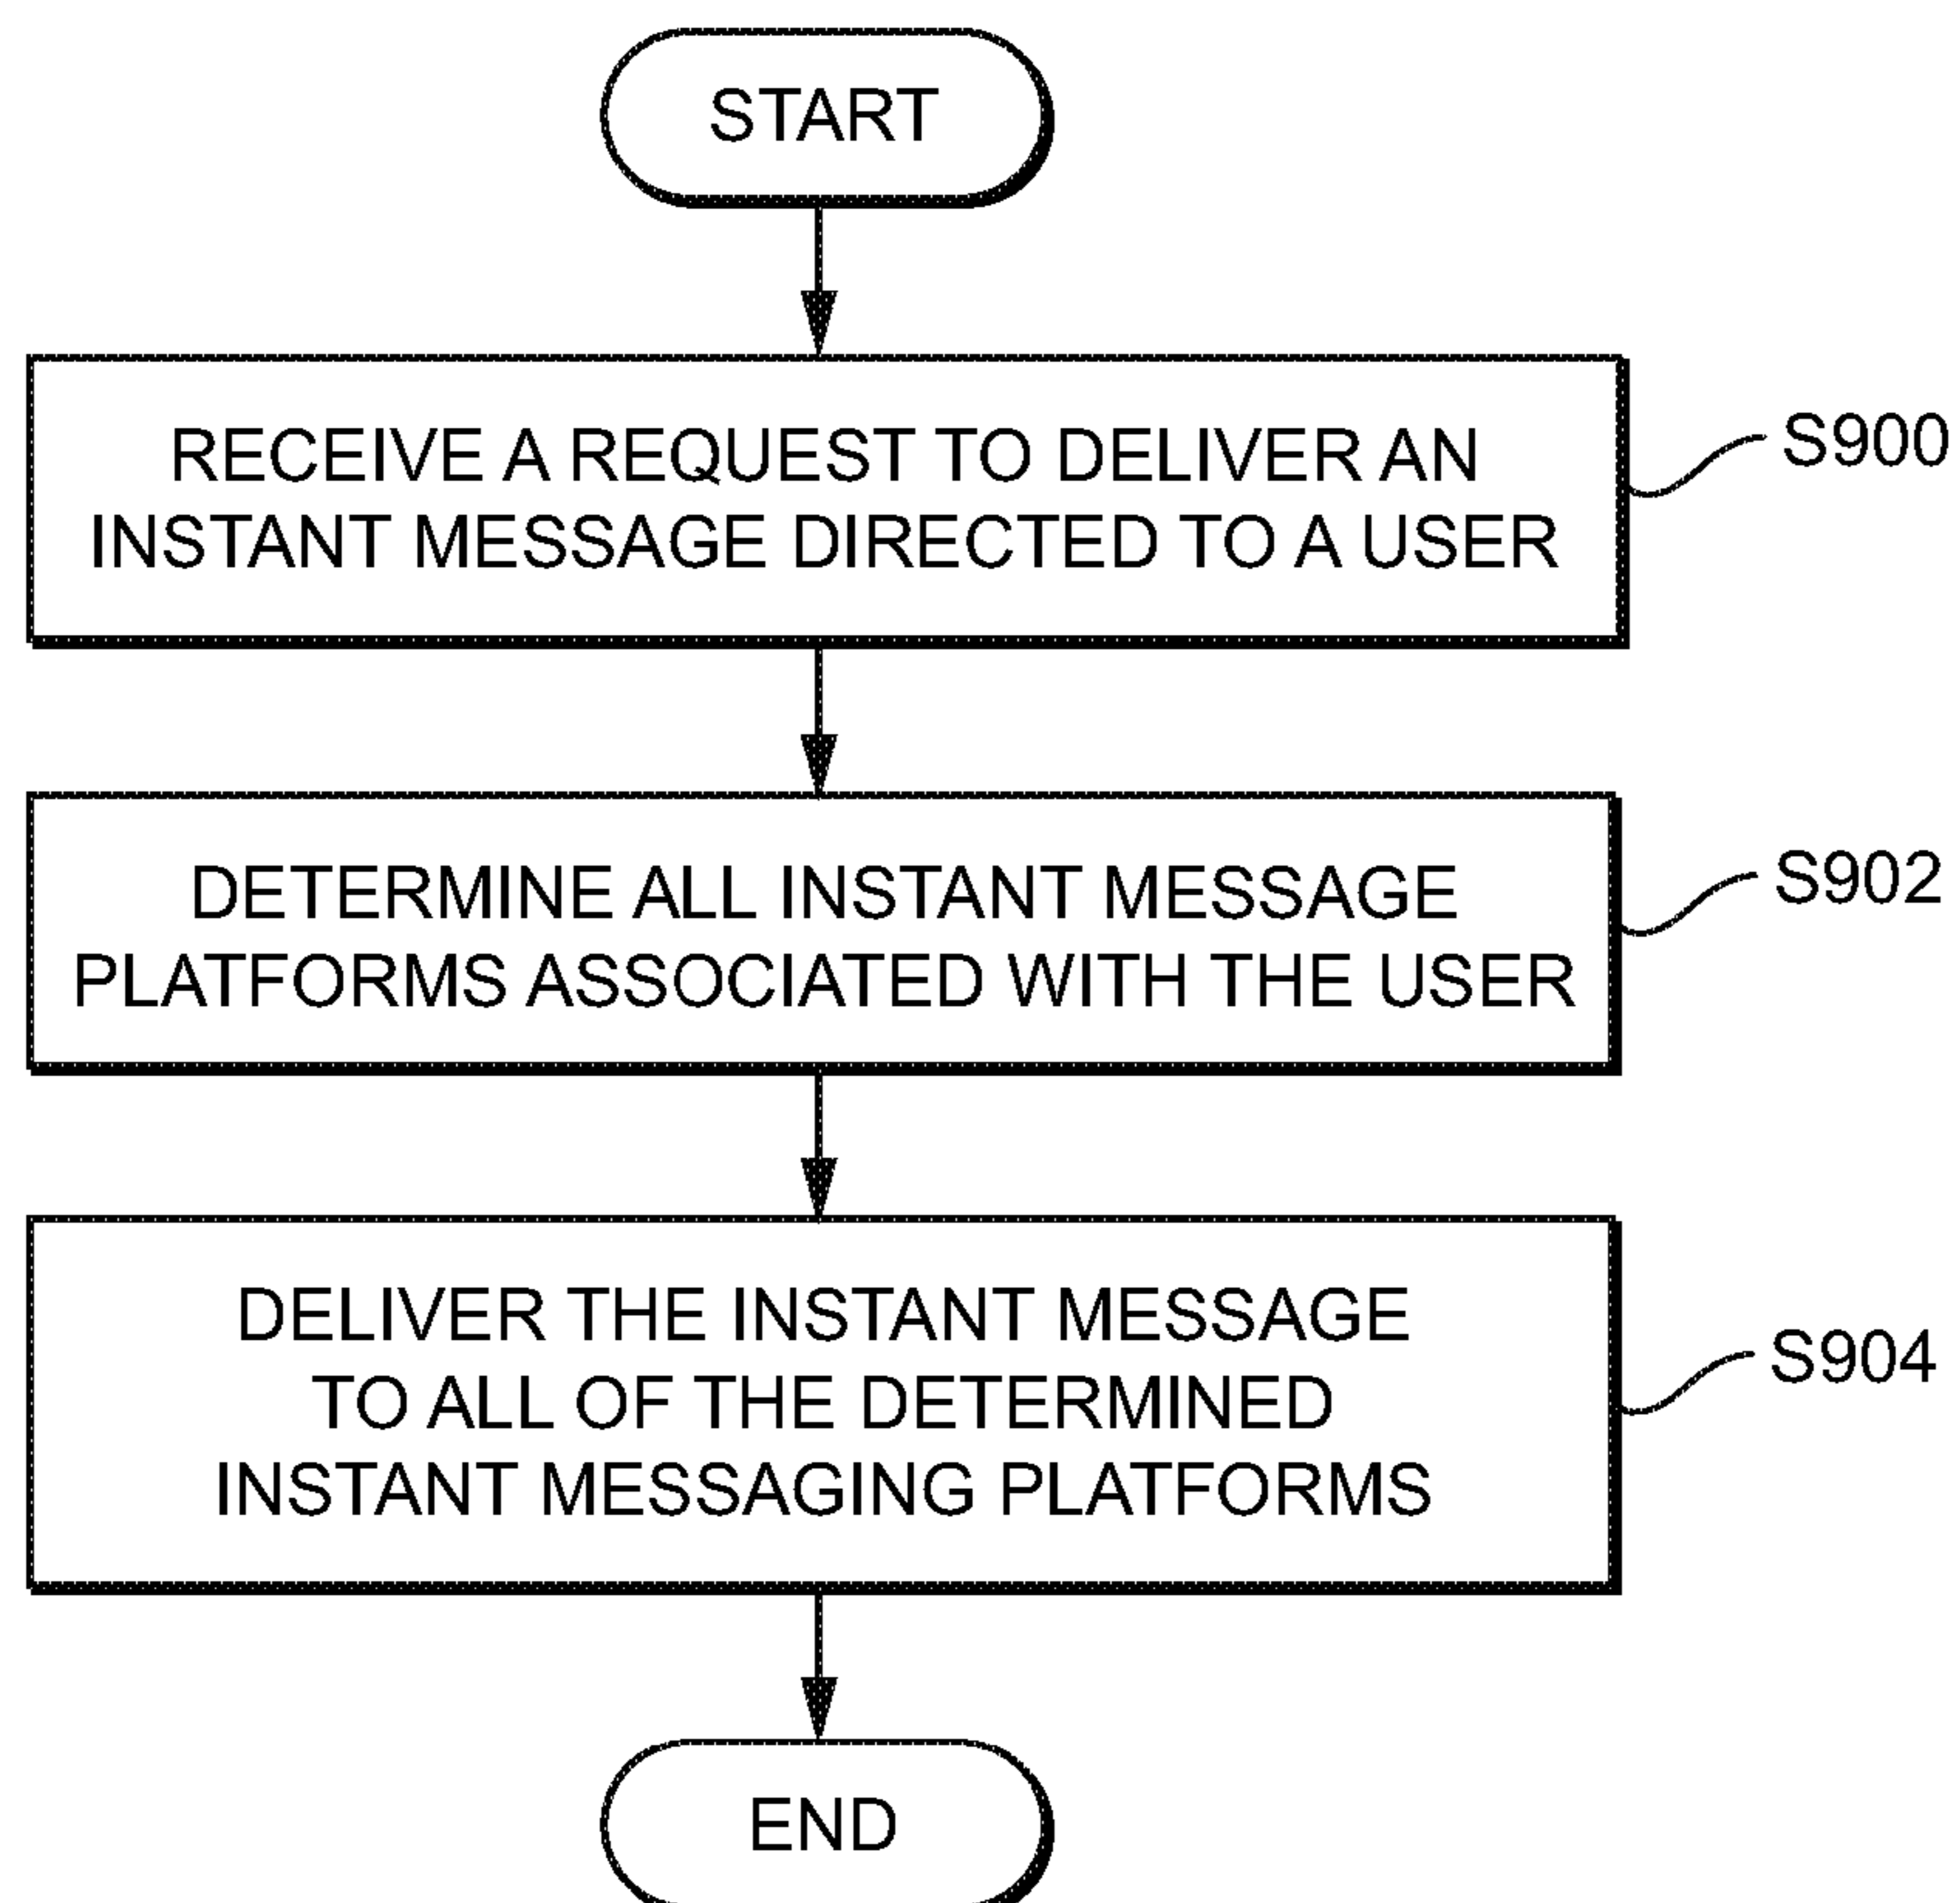 START
RECEIVE A REQUEST TO DELIVER AN
INSTANT MESSAGE DIRECTED TO A USER
S900
DETERMINE ALL INSTANT MESSAGE
PLATFORMS ASSOCIATED WITH THE USER
S902
DELIVER THE INSTANT MESSAGE
TO ALL OF THE DETERMINED
INSTANT MESSAGING PLATFORMS
S904
END